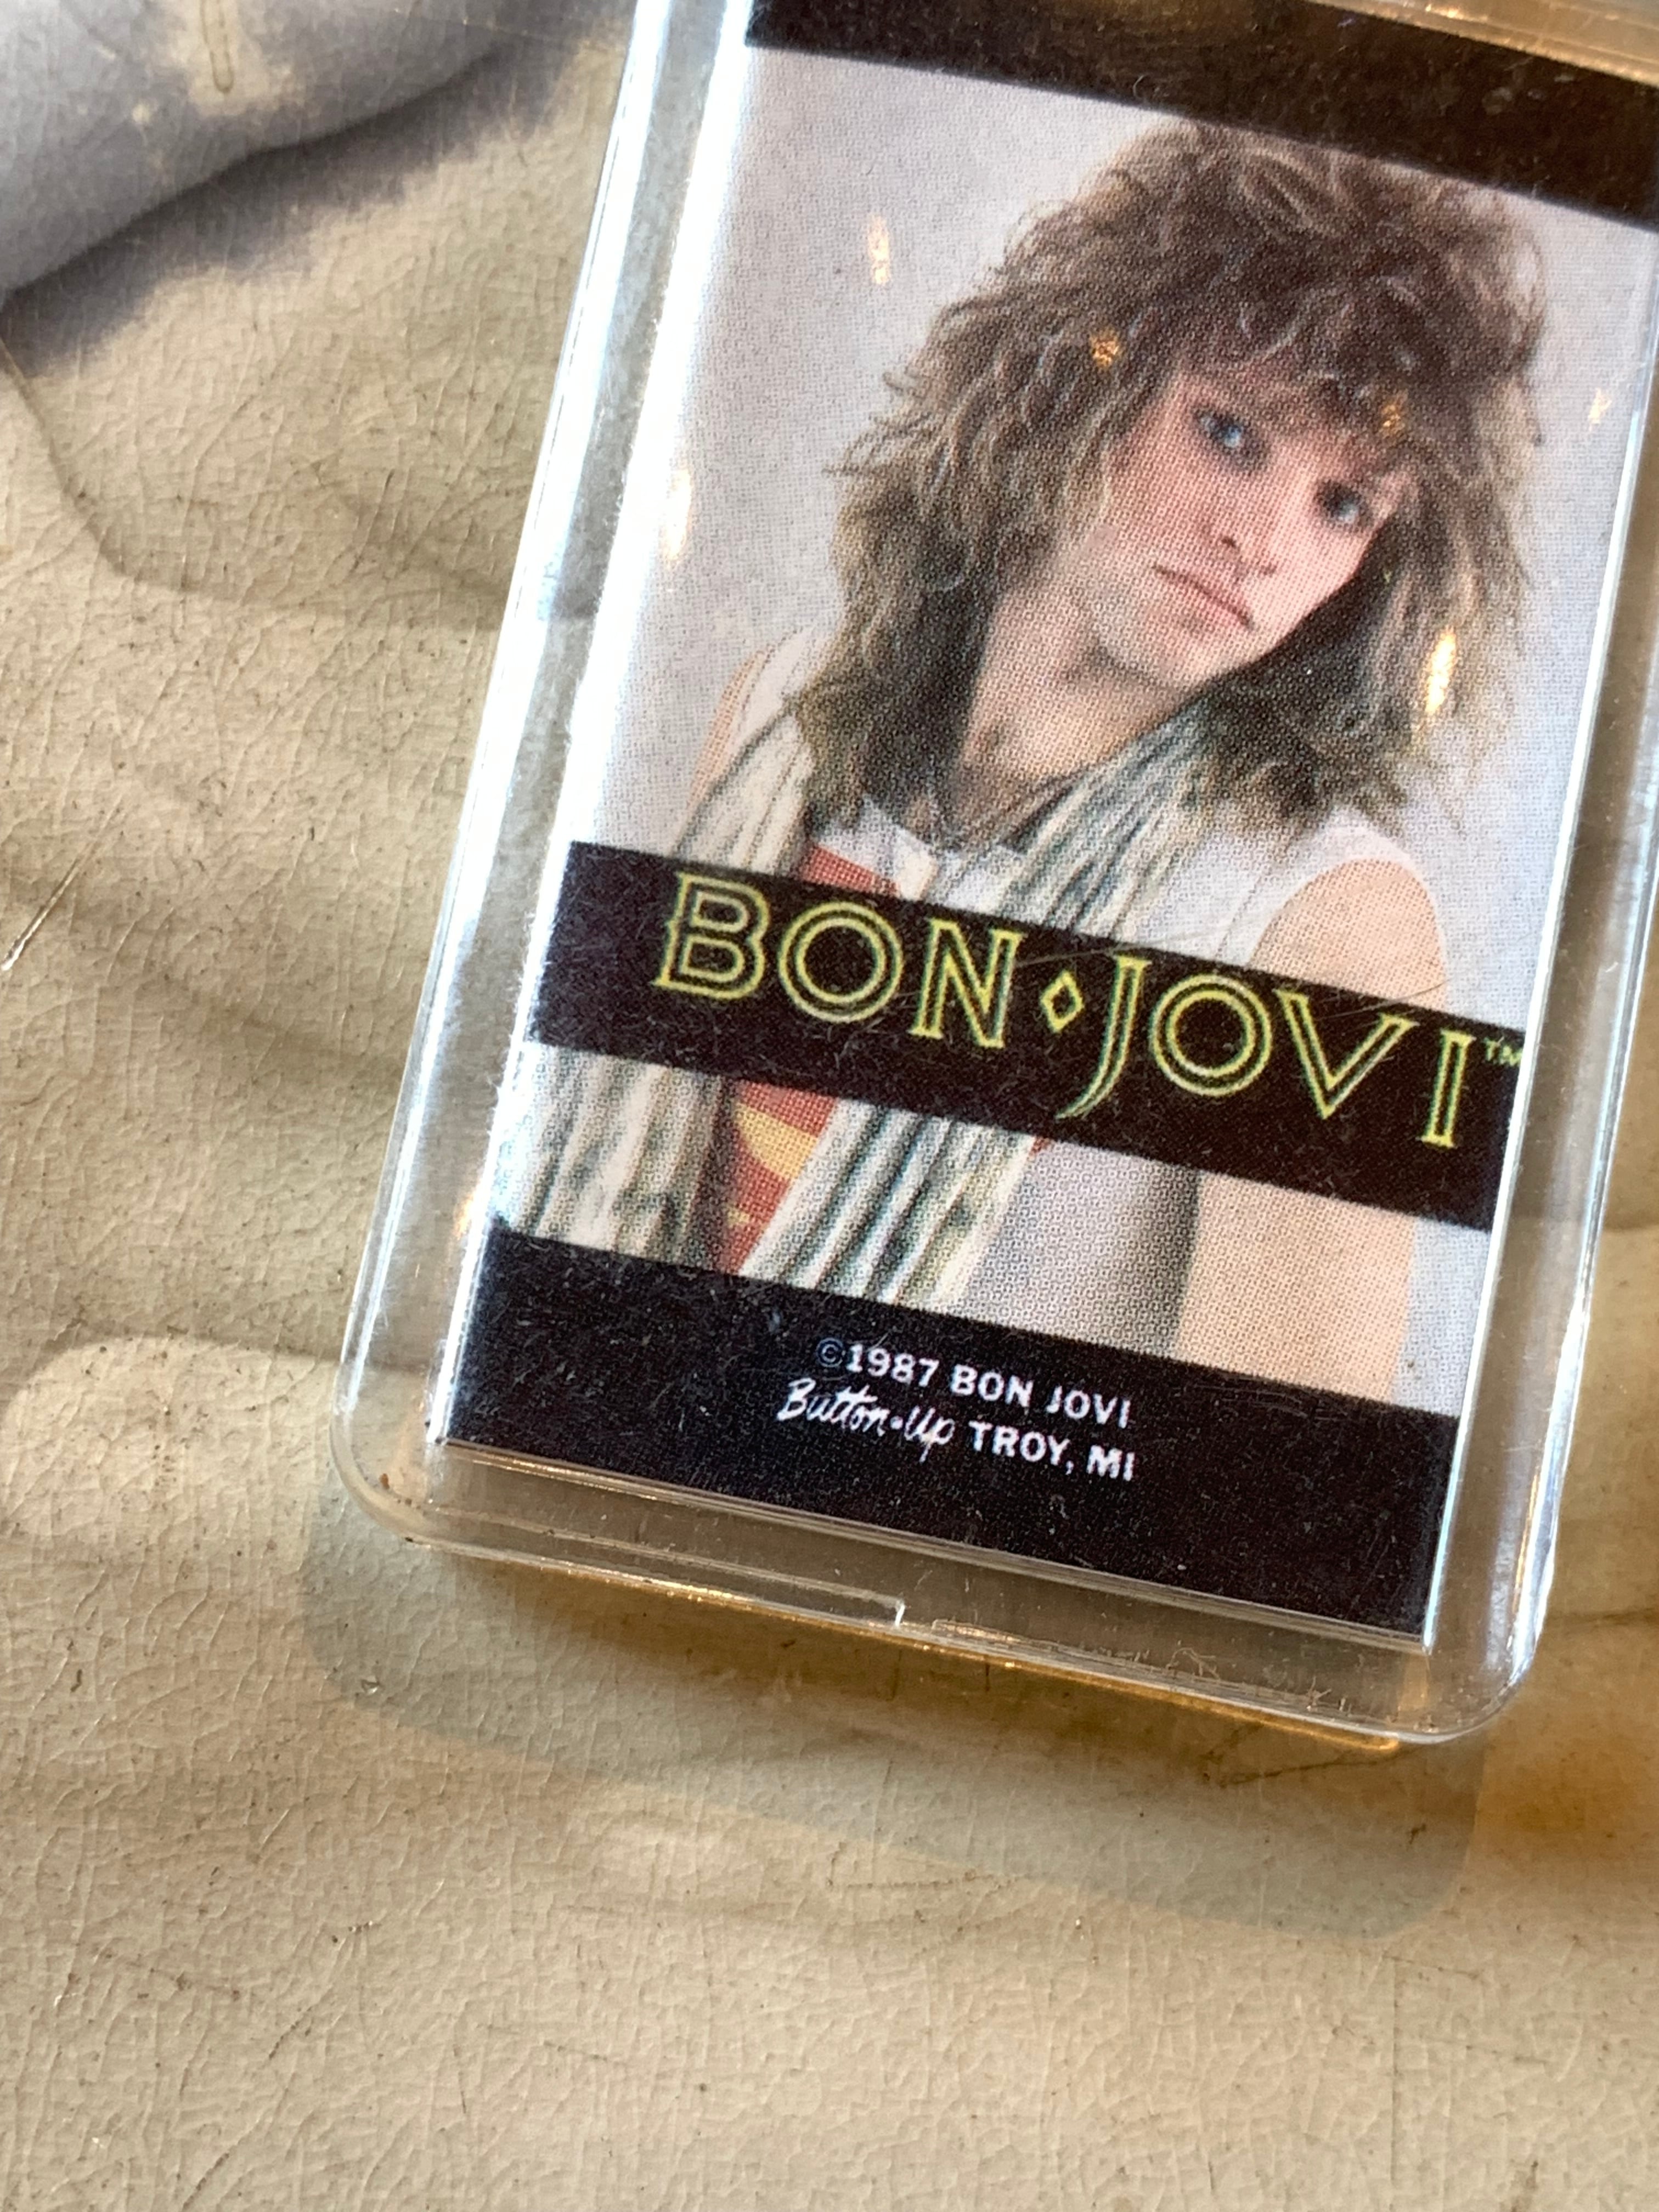 BON♦JOVI™
©1987 BON JOVI
Button-Up TROY, MI